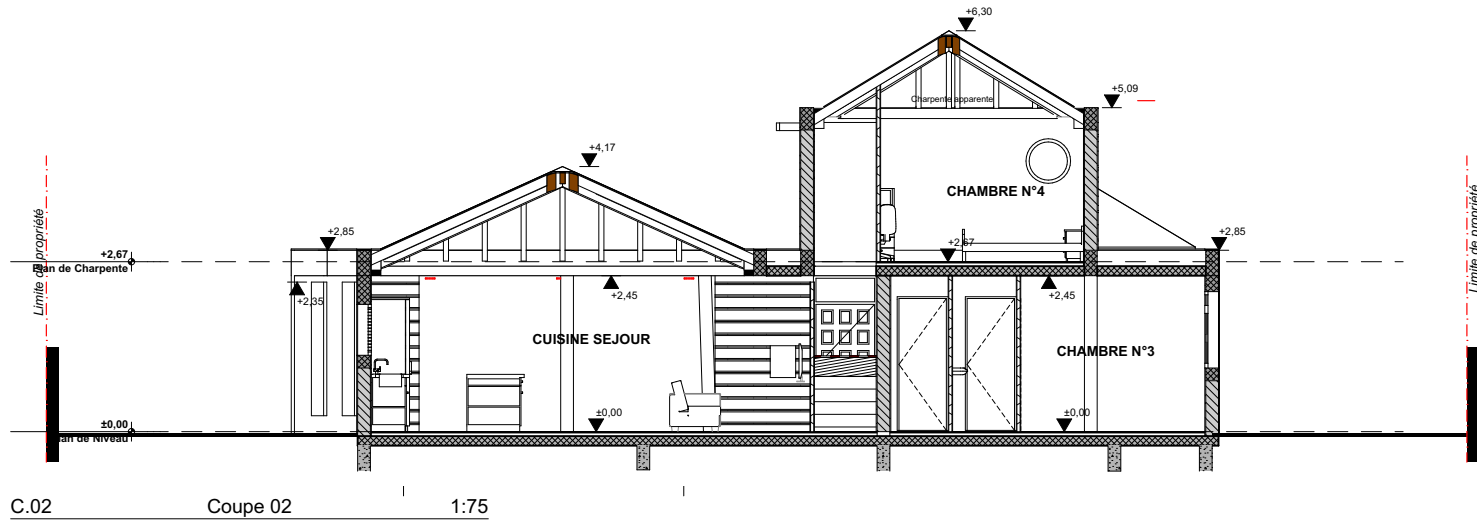 +6,30
+5,09
Charpente apparente
+4,17
CHAMBRE N°4
Limite de propriété
Limite de propriété
+2,85
+2,67
+2,85
+2,67
Plan de Charpente
+2,35
+2,45
+2,45
CUISINE SEJOUR
CHAMBRE N°3
±0,00
±0,00
±0,00
Plan de Niveau
C.02 Coupe 02 1:75